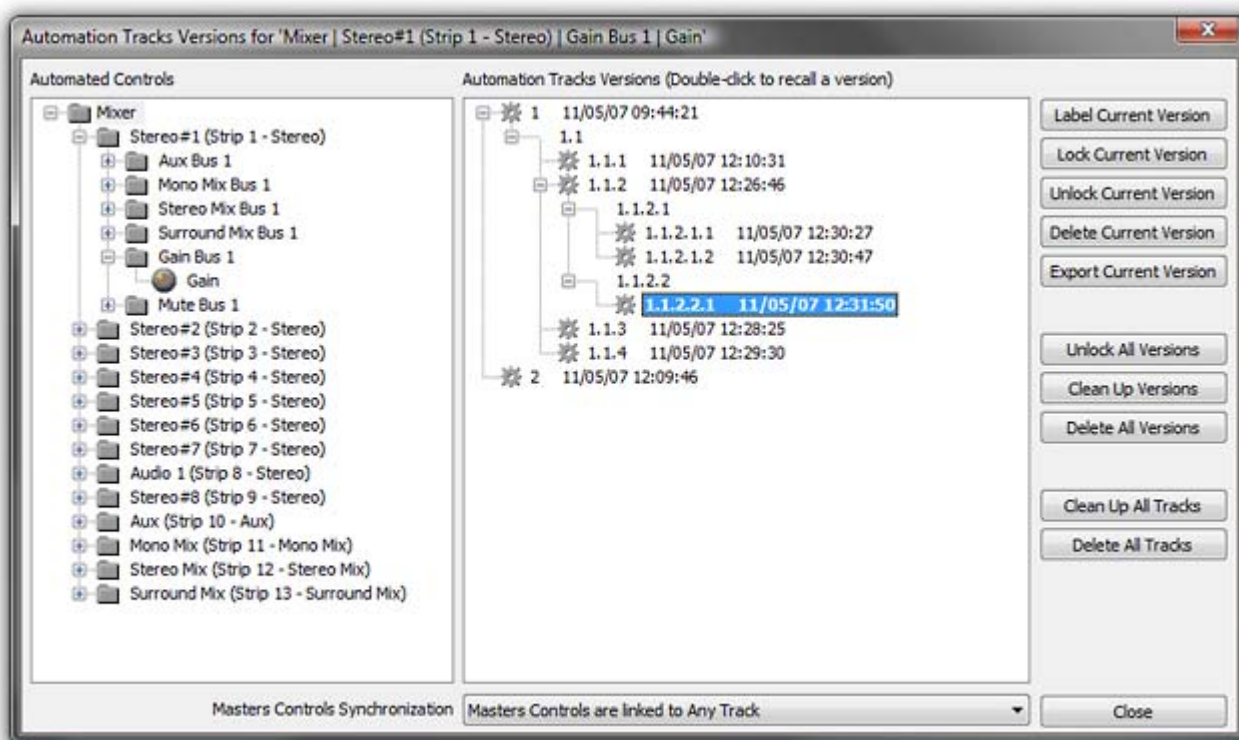 Automation Tracks Versions for 'Mixer | Stereo#1 (Strip 1 - Stereo) | Gain Bus 1 | Gain'
Automated Controls
Mixer
Stereo#1 (Strip 1 - Stereo)
Aux Bus 1
Mono Mix Bus 1
Stereo Mix Bus 1
Surround Mix Bus 1
Gain Bus 1
Gain
Mute Bus 1
Stereo#2 (Strip 2 - Stereo)
Stereo#3 (Strip 3 - Stereo)
Stereo#4 (Strip 4 - Stereo)
Stereo#5 (Strip 5 - Stereo)
Stereo#6 (Strip 6 - Stereo)
Stereo#7 (Strip 7 - Stereo)
Audio 1 (Strip 8 - Stereo)
Stereo#8 (Strip 9 - Stereo)
Aux (Strip 10 - Aux)
Mono Mix (Strip 11 - Mono Mix)
Stereo Mix (Strip 12 - Stereo Mix)
Surround Mix (Strip 13 - Surround Mix)
Automation Tracks Versions (Double-click to recall a version)
1 11/05/07 09:44:21
1.1
1.1.1 11/05/07 12:10:31
1.1.2 11/05/07 12:26:46
1.1.2.1
1.1.2.1.1 11/05/07 12:30:27
1.1.2.1.2 11/05/07 12:30:47
1.1.2.2
1.1.2.2.1 11/05/07 12:31:50
1.1.3 11/05/07 12:28:25
1.1.4 11/05/07 12:29:30
2 11/05/07 12:09:46
Label Current Version
Lock Current Version
Unlock Current Version
Delete Current Version
Export Current Version
Unlock All Versions
Clean Up Versions
Delete All Versions
Clean Up All Tracks
Delete All Tracks
Masters Controls Synchronization
Masters Controls are linked to Any Track
Close